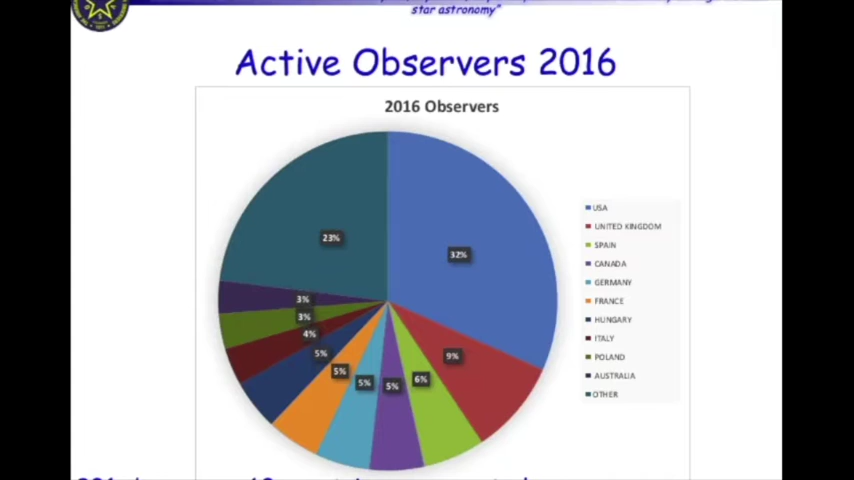 star astronomy"
Active Observers 2016
2016 Observers
23%
32%
3%
3%
4%
5%
9%
5%
5%
5%
6%
USA
UNITED KINGDOM
SPAIN
CANADA
GERMANY
FRANCE
HUNGARY
ITALY
POLAND
AUSTRALIA
OTHER